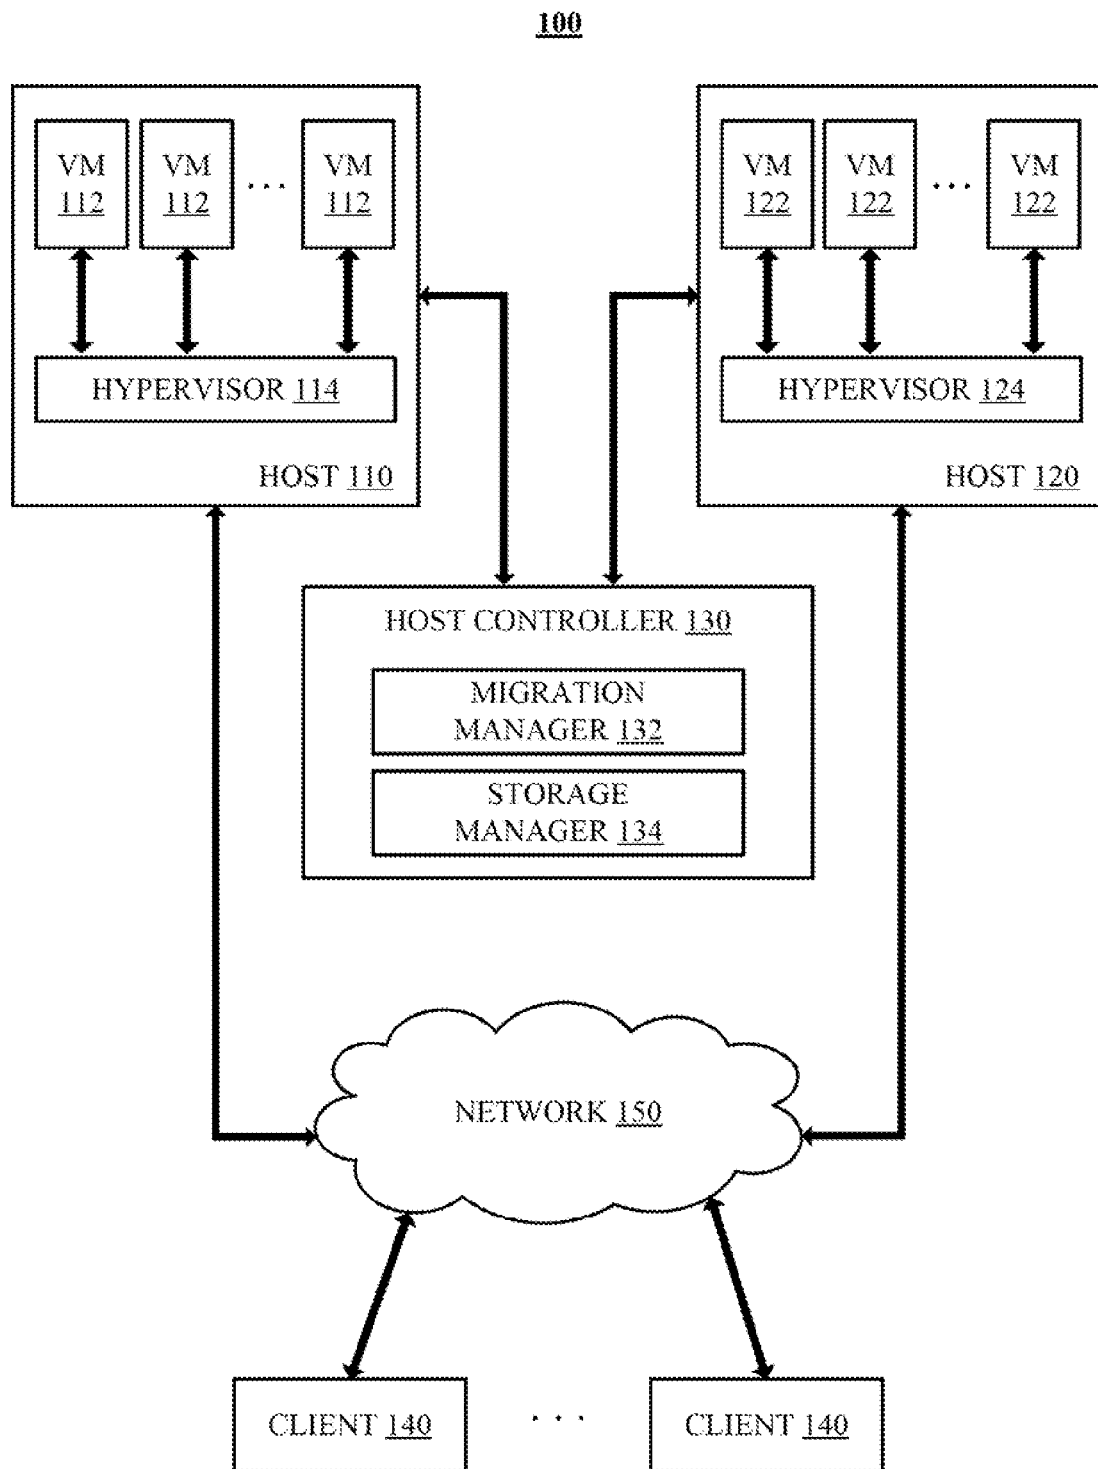 100
VM VM ... VM
112 112 112
VM VM ... VM
122 122 122
HYPERVISOR 114
HYPERVISOR 124
HOST 110
HOST 120
HOST CONTROLLER 130
MIGRATION
MANAGER 132
STORAGE
MANAGER 134
NETWORK 150
CLIENT 140 ... CLIENT 140